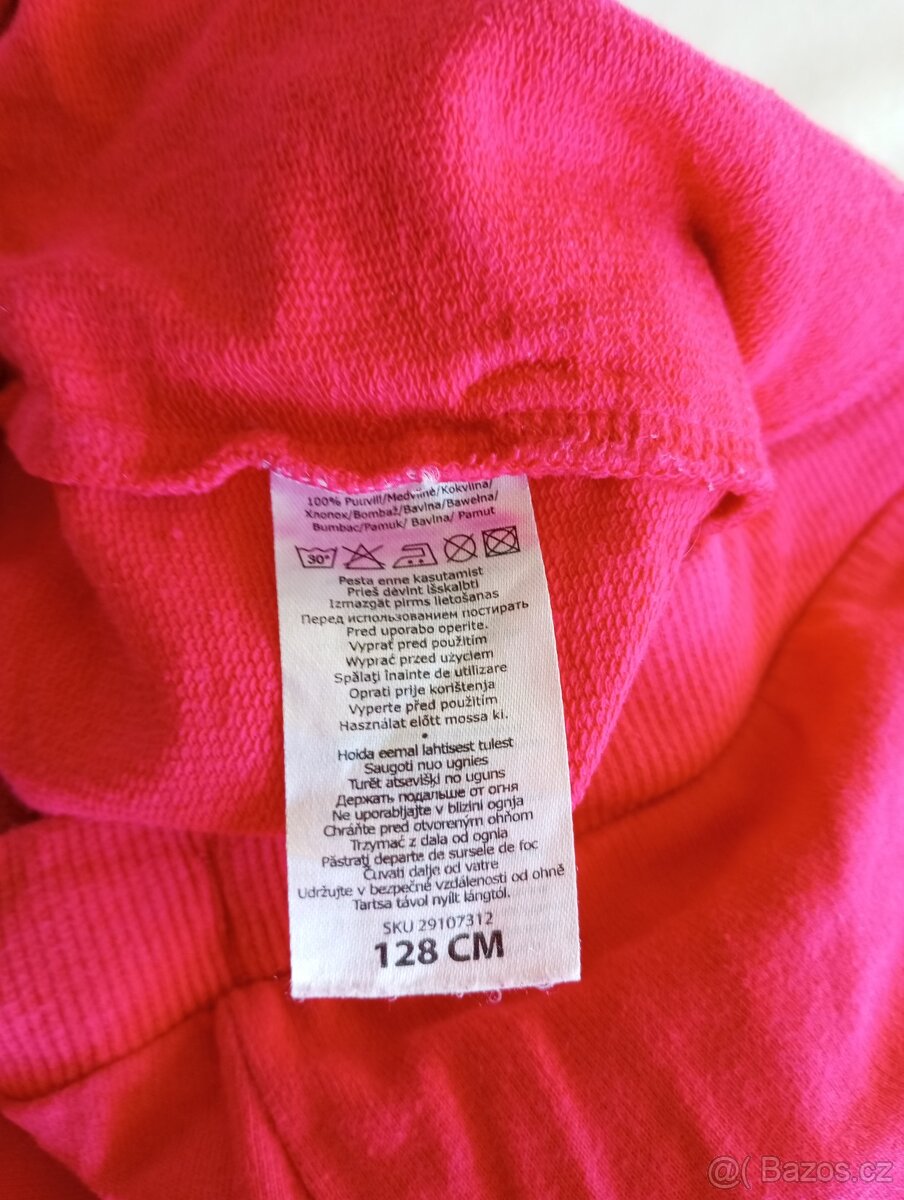 100% Puuvill/Medvilnė/Kokvilna/
Хлопок/Bombaž/Bavlna/Bawełna/
Bumbac/Pamuk/ Bavlna/ Pamut
30°
Pesta enne kasutamist
Prieš dėvint išskalbti
Izmazgāt pirms lietošanas
Перед использованием постирать
Pred uporabo operite.
Vyprať pred použitím
Wyprać przed użyciem
Spălaţi înainte de utilizare
Oprati prije korištenja
Vyperte před použitím
Használat előtt mossa ki.
•
Hoida eemal lahtisest tulest
Saugoti nuo ugnies
Turēt atsevišķi no uguns
Держать подальше от огня
Ne uporabljajte v blizini ognja
Chráňte pred otvoreným ohňom
Trzymać z dala od ognia
Păstraţi departe de sursele de foc
Čuvati dalje od vatre
Udržujte v bezpečné vzdálenosti od ohně
Tartsa távol nyílt lángtól.
SKU 29107312
128 CM
@( Bazos.cz